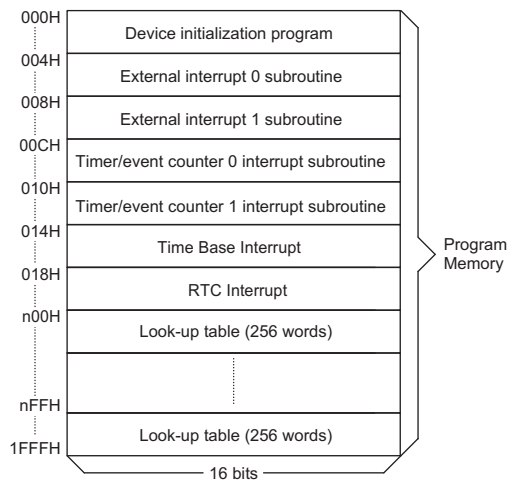 000H
Device initialization program
004H
External interrupt 0 subroutine
008H
External interrupt 1 subroutine
00CH
Timer/event counter 0 interrupt subroutine
010H
Timer/event counter 1 interrupt subroutine
014H
Time Base Interrupt
018H
RTC Interrupt
n00H
Look-up table (256 words)
nFFH
Look-up table (256 words)
1FFFH
16 bits
Program
Memory